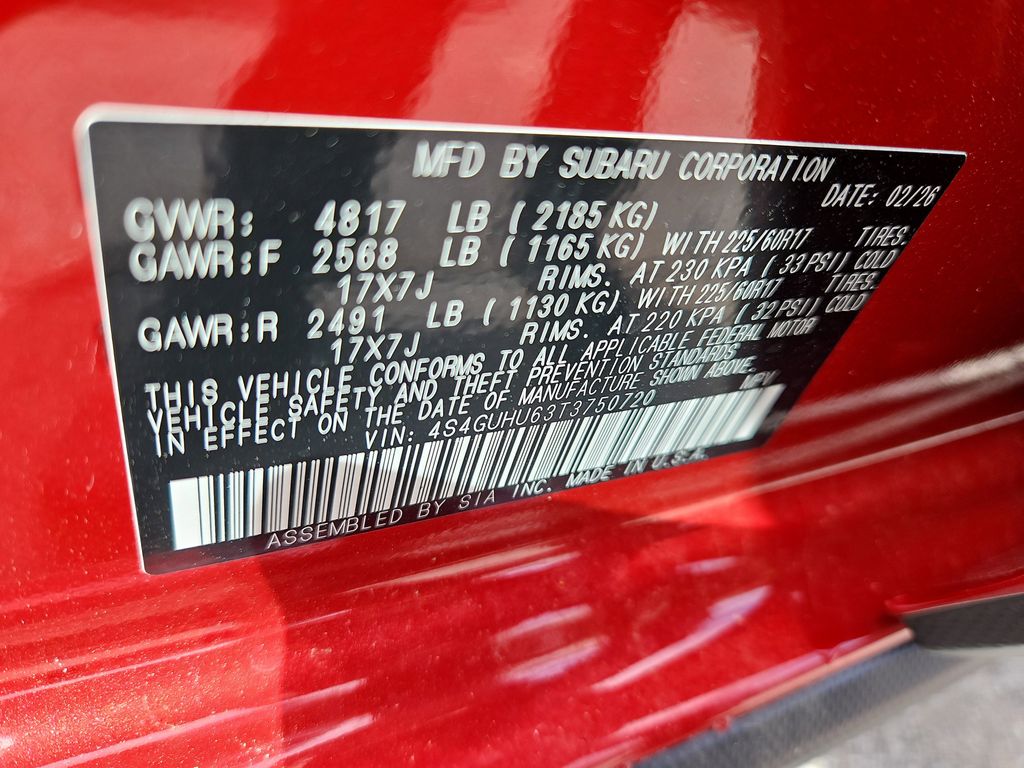 MFD BY SUBARU CORPORATION
DATE: 02/26
GVWR: 4817 LB (2185 KG)
GAWR:F 2568 LB (1165 KG) WITH 225/60R17 TIRES.
17X7J RIMS. AT 230 KPA (33 PSI) COLD
GAWR:R 2491 LB (1130 KG) WITH 225/60R17 TIRES.
17X7J RIMS. AT 220 KPA (32 PSI) COLD
THIS VEHICLE CONFORMS TO ALL APPLICABLE FEDERAL MOTOR
VEHICLE SAFETY AND THEFT PREVENTION STANDARDS
IN EFFECT ON THE DATE OF MANUFACTURE SHOWN ABOVE.
VIN: 4S4GUHU63T3750720 MPV
ASSEMBLED BY SIA INC. MADE IN U.S.A.